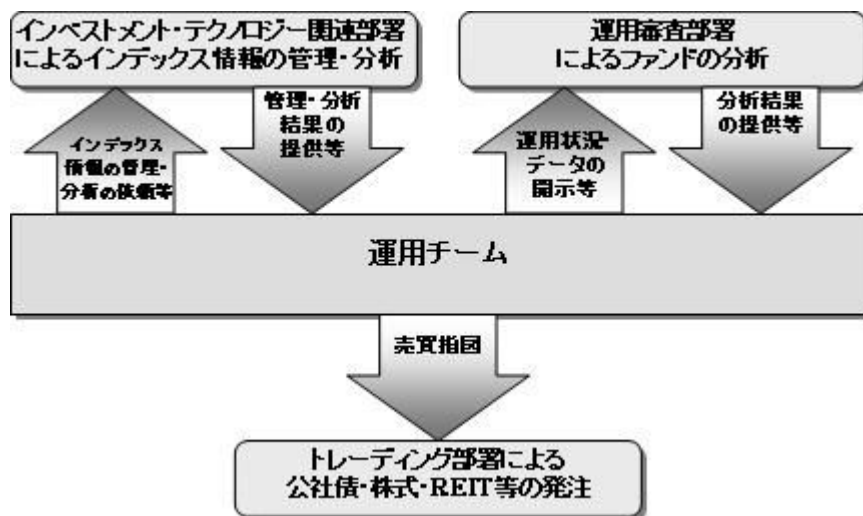 インベストメント・テクノロジー関連部署
によるインデックス情報の管理・分析
運用審査部署
によるファンドの分析
インデックス
情報の管理・
分析の依頼等
管理・分析
結果の
提供等
運用状況・
データの
開示等
分析結果
の提供等
運用チーム
売買指図
トレーディング部署による
公社債・株式・REIT等の発注